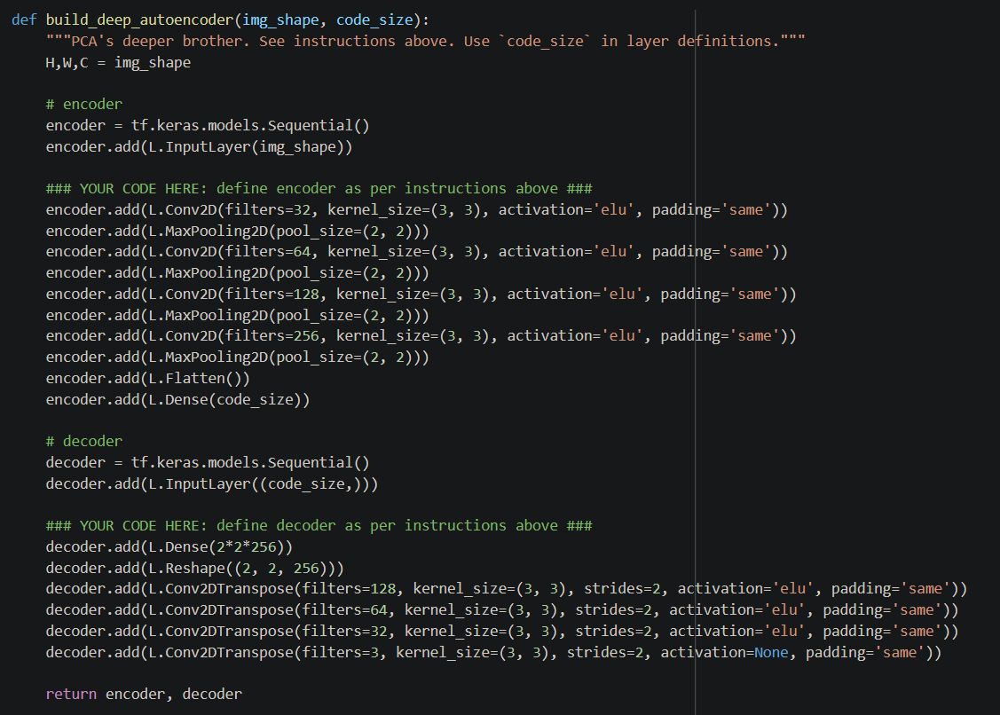 def build_deep_autoencoder(img_shape, code_size):
    """PCA's deeper brother. See instructions above. Use `code_size` in layer definitions."""
    H,W,C = img_shape

    # encoder
    encoder = tf.keras.models.Sequential()
    encoder.add(L.InputLayer(img_shape))

    ### YOUR CODE HERE: define encoder as per instructions above ###
    encoder.add(L.Conv2D(filters=32, kernel_size=(3, 3), activation='elu', padding='same'))
    encoder.add(L.MaxPooling2D(pool_size=(2, 2)))
    encoder.add(L.Conv2D(filters=64, kernel_size=(3, 3), activation='elu', padding='same'))
    encoder.add(L.MaxPooling2D(pool_size=(2, 2)))
    encoder.add(L.Conv2D(filters=128, kernel_size=(3, 3), activation='elu', padding='same'))
    encoder.add(L.MaxPooling2D(pool_size=(2, 2)))
    encoder.add(L.Conv2D(filters=256, kernel_size=(3, 3), activation='elu', padding='same'))
    encoder.add(L.MaxPooling2D(pool_size=(2, 2)))
    encoder.add(L.Flatten())
    encoder.add(L.Dense(code_size))

    # decoder
    decoder = tf.keras.models.Sequential()
    decoder.add(L.InputLayer((code_size,)))

    ### YOUR CODE HERE: define decoder as per instructions above ###
    decoder.add(L.Dense(2*2*256))
    decoder.add(L.Reshape((2, 2, 256)))
    decoder.add(L.Conv2DTranspose(filters=128, kernel_size=(3, 3), strides=2, activation='elu', padding='same'))
    decoder.add(L.Conv2DTranspose(filters=64, kernel_size=(3, 3), strides=2, activation='elu', padding='same'))
    decoder.add(L.Conv2DTranspose(filters=32, kernel_size=(3, 3), strides=2, activation='elu', padding='same'))
    decoder.add(L.Conv2DTranspose(filters=3, kernel_size=(3, 3), strides=2, activation=None, padding='same'))

    return encoder, decoder